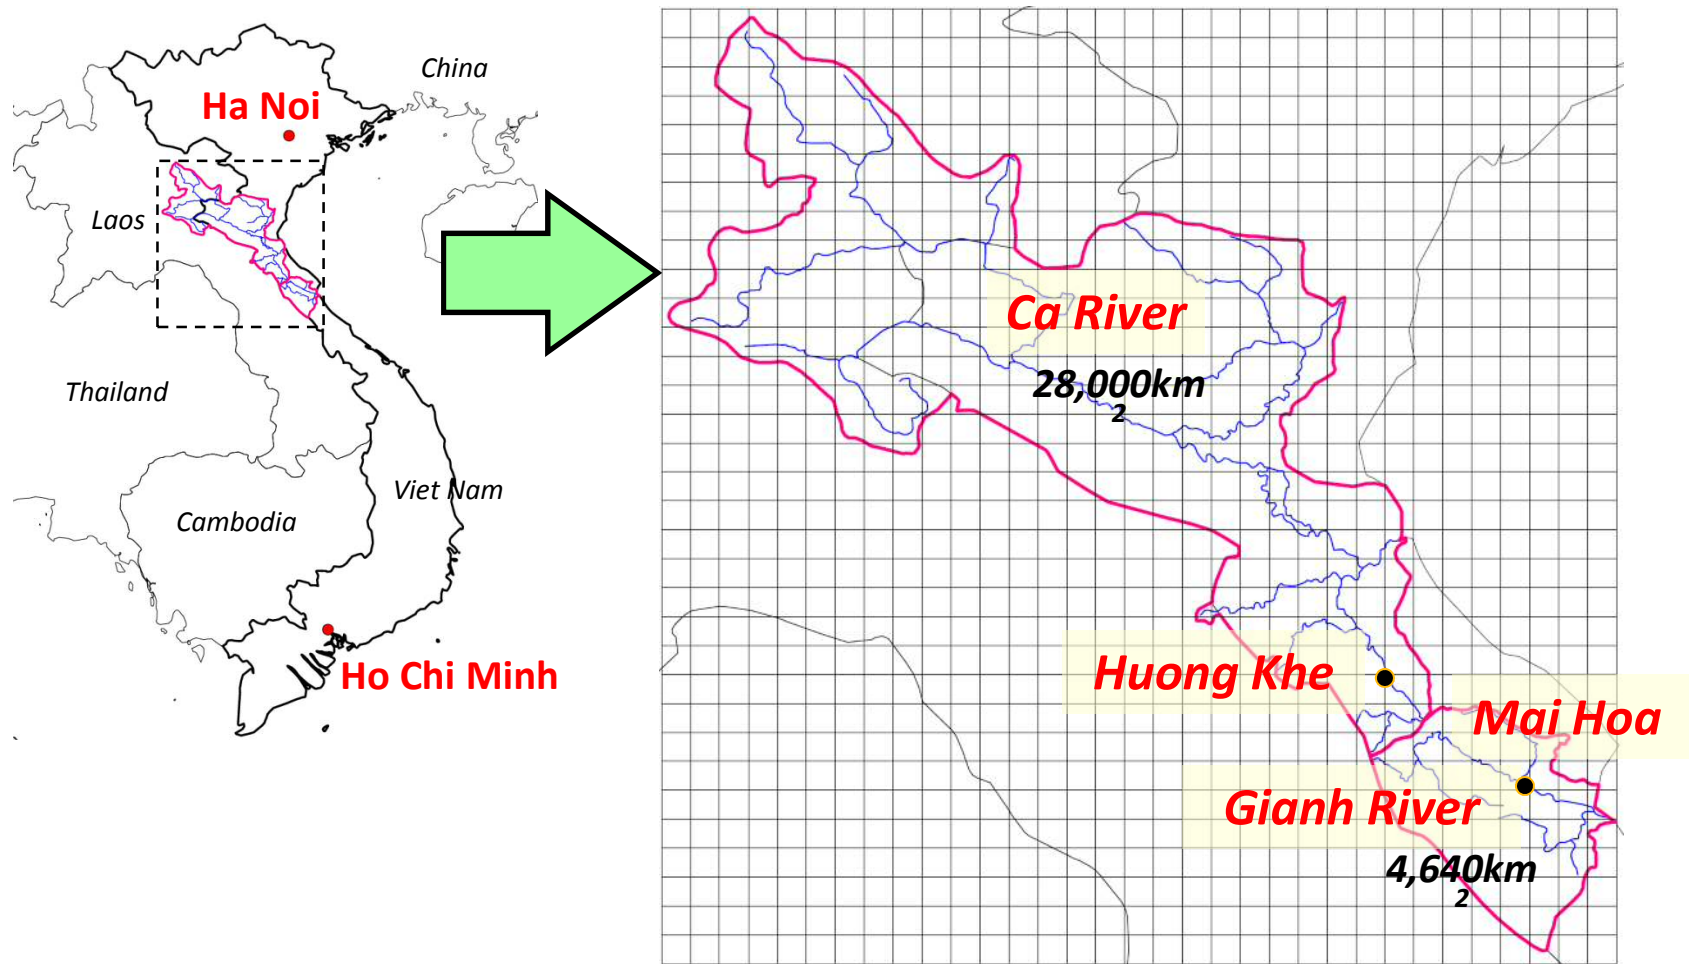 China
Ha Noi
Laos
Thailand
Viet Nam
Cambodia
Ho Chi Minh
Ca River
28,000km
2
Huong Khe
Mai Hoa
Gianh River
4,640km
2